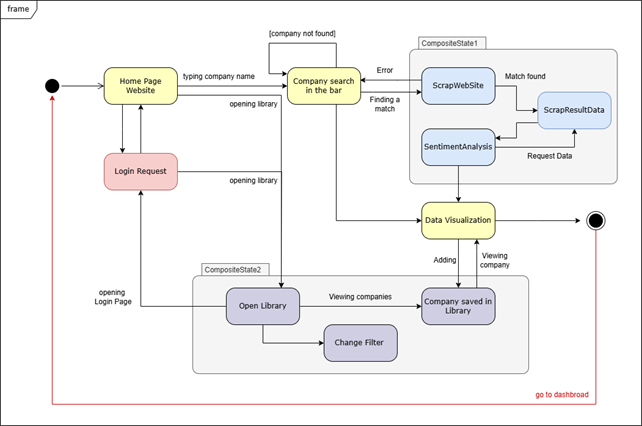 frame
[company not found]
CompositeState1
Home Page
Website
typing company name
Company search
in the bar
Error
ScrapWebSite
Match found
opening library
Finding a
match
ScrapResultData
SentimentAnalysis
Request Data
Login Request
opening library
Data Visualization
Adding
Viewing
company
CompositeState2
opening
Login Page
Open Library
Viewing companies
Company saved in
Library
Change Filter
go to dashbroad